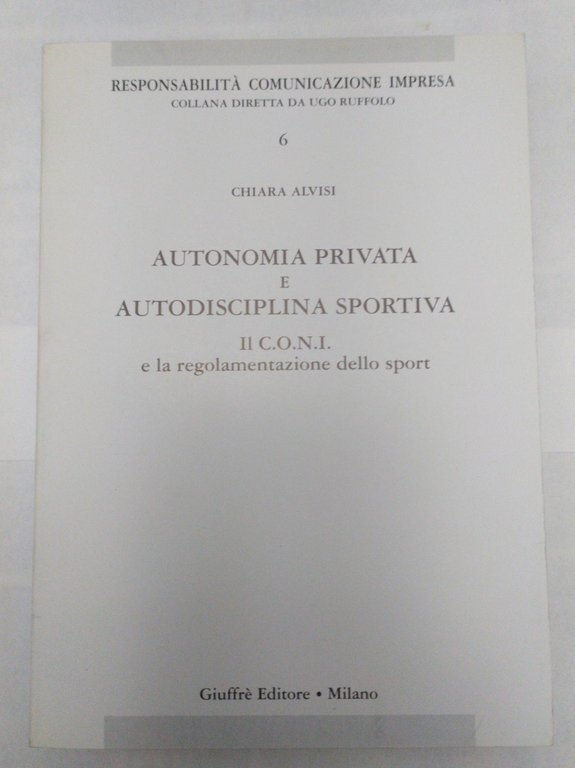 RESPONSABILITÀ COMUNICAZIONE IMPRESA
COLLANA DIRETTA DA UGO RUFFOLO
6
CHIARA ALVISI
AUTONOMIA PRIVATA
E
AUTODISCIPLINA SPORTIVA
Il C.O.N.I.
e la regolamentazione dello sport
Giuffrè Editore • Milano